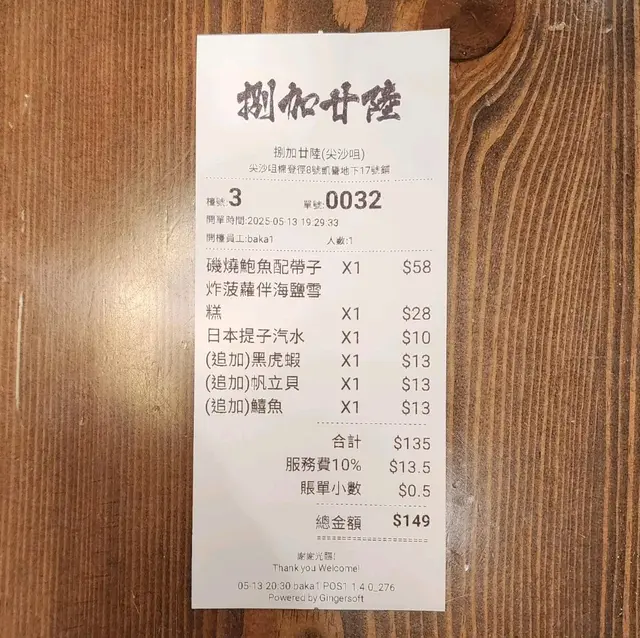 捌加廿陸
捌加廿陸(尖沙咀)
尖沙咀棉登徑8號凱譽地下17號舖
檯號:3 單號:0032
開單時間:2025-05-13 19:29:33
開檯員工:baka1 人數:1
磯燒鮑魚配帶子 X1 $58
炸菠蘿伴海鹽雪
糕 X1 $28
日本提子汽水 X1 $10
(追加)黑虎蝦 X1 $13
(追加)帆立貝 X1 $13
(追加)鱚魚 X1 $13
合計 $135
服務費10% $13.5
賬單小數 $0.5
總金額 $149
謝謝光臨!
Thank you Welcome!
05-13 20:30 baka1 POS1 1.4.0_276
Powered by Gingersoft